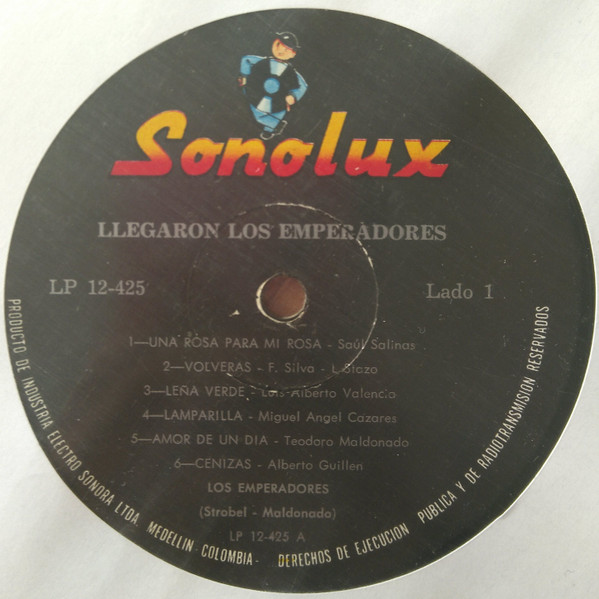 Sonolux
LLEGARON LOS EMPERADORES
LP 12-425
Lado 1
1—UNA ROSA PARA MI ROSA - Saúl Salinas
2—VOLVERAS - F. Silva - L. Stazo
3—LEÑA VERDE - Luis Alberto Valencia
4—LAMPARILLA - Miguel Angel Cazares
5—AMOR DE UN DIA - Teodoro Maldonado
6—CENIZAS - Alberto Guillen
LOS EMPERADORES
(Strobel - Maldonado)
LP 12-425 A
PRODUCTO DE INDUSTRIA ELECTRO SONORA LTDA. MEDELLIN - COLOMBIA - DERECHOS DE EJECUCION PUBLICA Y DE RADIOTRANSMISION RESERVADOS